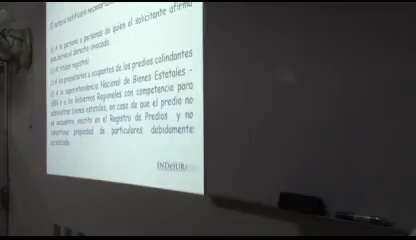 El notario notificará necesariamente
b) A la persona o personas de quien el solicitante afirma
que deriva el derecho invocado.
c) Al titular registral.
A los propietarios u ocupantes de los predios colindantes
A la Superintendencia Nacional de Bienes Estatales -
SBN o a los Gobiernos Regionales con competencia para
administrar bienes estatales, en caso de que el predio no
se encuentre inscrito en el Registro de Predios y no
constituya propiedad de particulares debidamente
INDeJUR